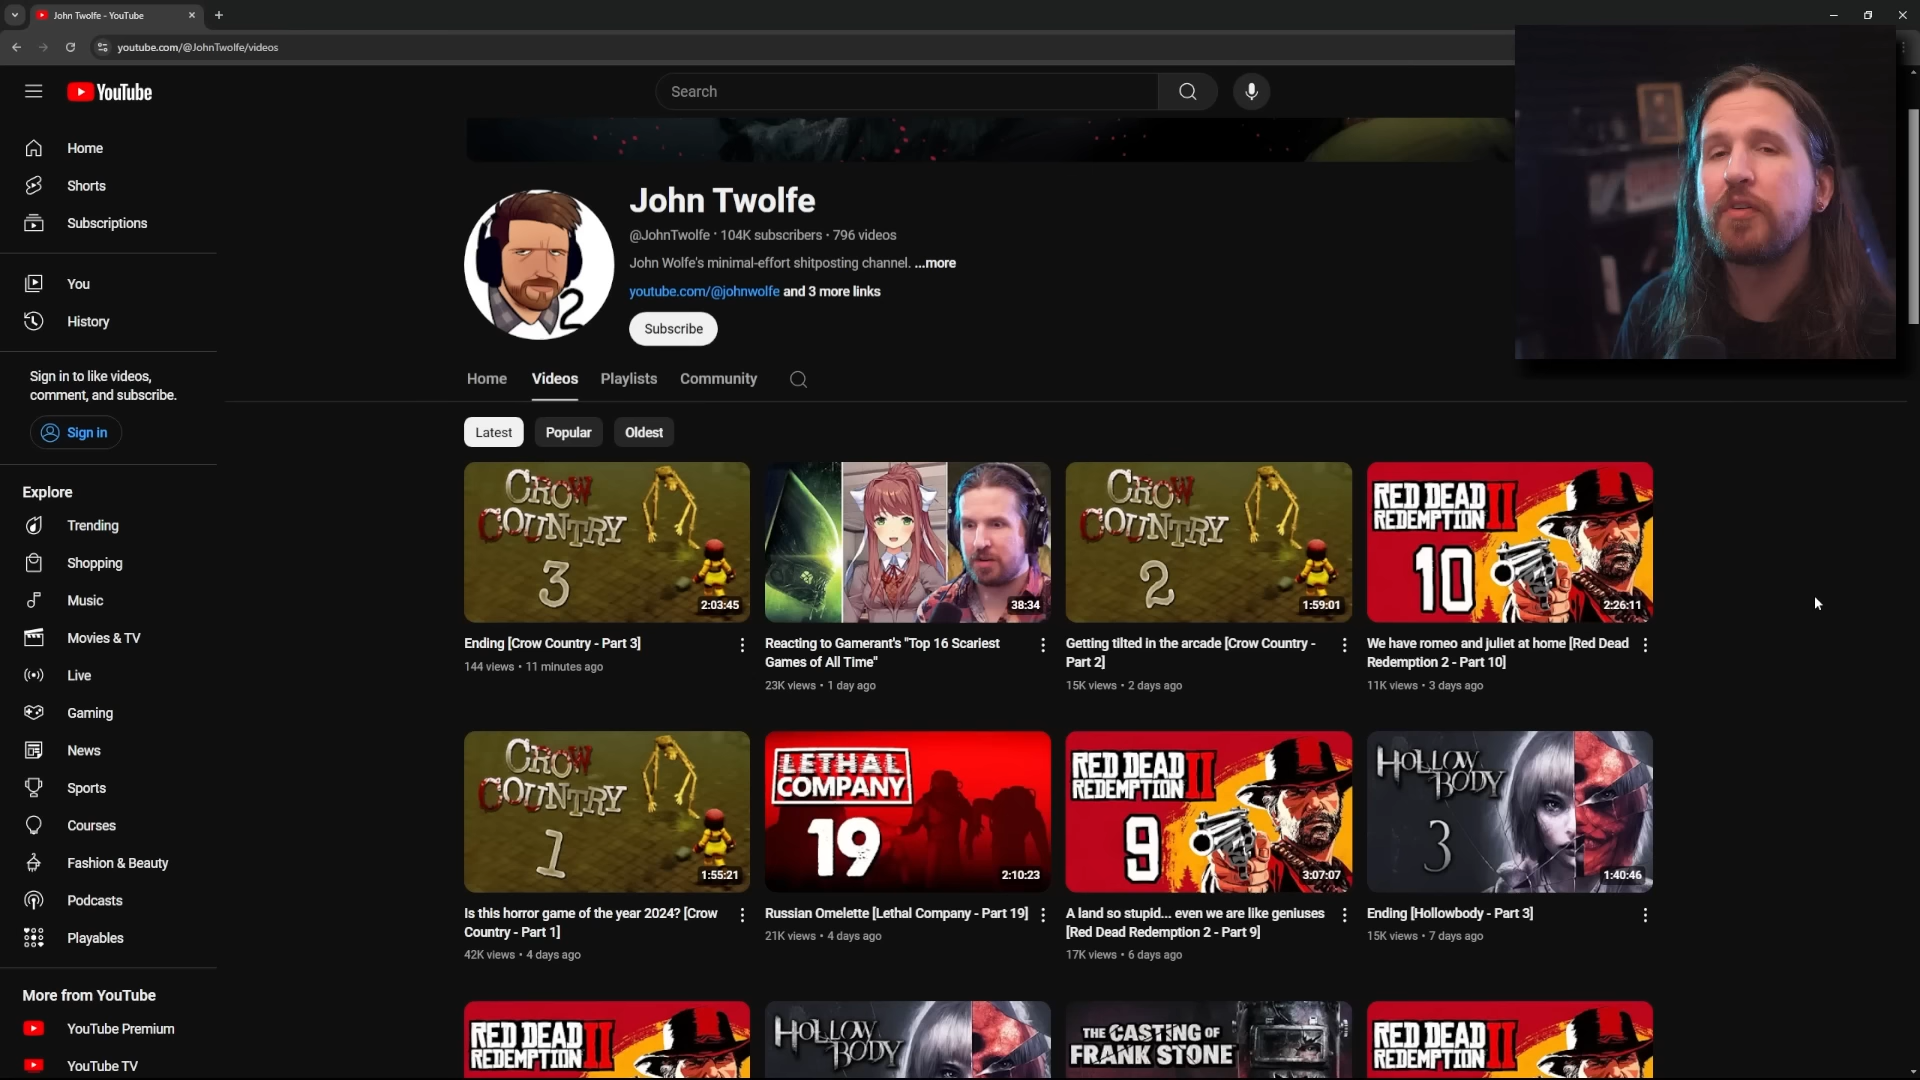 John Twolfe - YouTube
youtube.com/@JohnTwolfe/videos
YouTube
Search
Home
Shorts
Subscriptions
You
History
Sign in to like videos,
comment, and subscribe.
Sign in
Explore
Trending
Shopping
Music
Movies & TV
Live
Gaming
News
Sports
Courses
Fashion & Beauty
Podcasts
Playables
More from YouTube
YouTube Premium
YouTube TV
2
John Twolfe
@JohnTwolfe · 104K subscribers · 796 videos
John Wolfe's minimal-effort shitposting channel. ...more
youtube.com/@johnwolfe and 3 more links
Subscribe
Home
Videos
Playlists
Community
Latest
Popular
Oldest
CROW
COUNTRY
3
2:03:45
Ending [Crow Country - Part 3]
144 views • 11 minutes ago
38:34
Reacting to Gamerant's "Top 16 Scariest
Games of All Time"
23K views • 1 day ago
CROW
COUNTRY
2
1:59:01
Getting tilted in the arcade [Crow Country -
Part 2]
15K views • 2 days ago
RED DEAD
REDEMPTION II
10
2:26:11
We have romeo and juliet at home [Red Dead
Redemption 2 - Part 10]
11K views • 3 days ago
CROW
COUNTRY
1
1:55:21
Is this horror game of the year 2024? [Crow
Country - Part 1]
42K views • 4 days ago
LETHAL
COMPANY
19
2:10:23
Russian Omelette [Lethal Company - Part 19]
21K views • 4 days ago
RED DEAD
REDEMPTION II
9
3:07:07
A land so stupid... even we are like geniuses
[Red Dead Redemption 2 - Part 9]
17K views • 6 days ago
HOLLOW
BODY
3
1:40:46
Ending [Hollowbody - Part 3]
15K views • 7 days ago
RED DEAD
REDEMPTION II
HOLLOW
BODY
THE CASTING OF
FRANK STONE
RED DEAD
REDEMPTION II